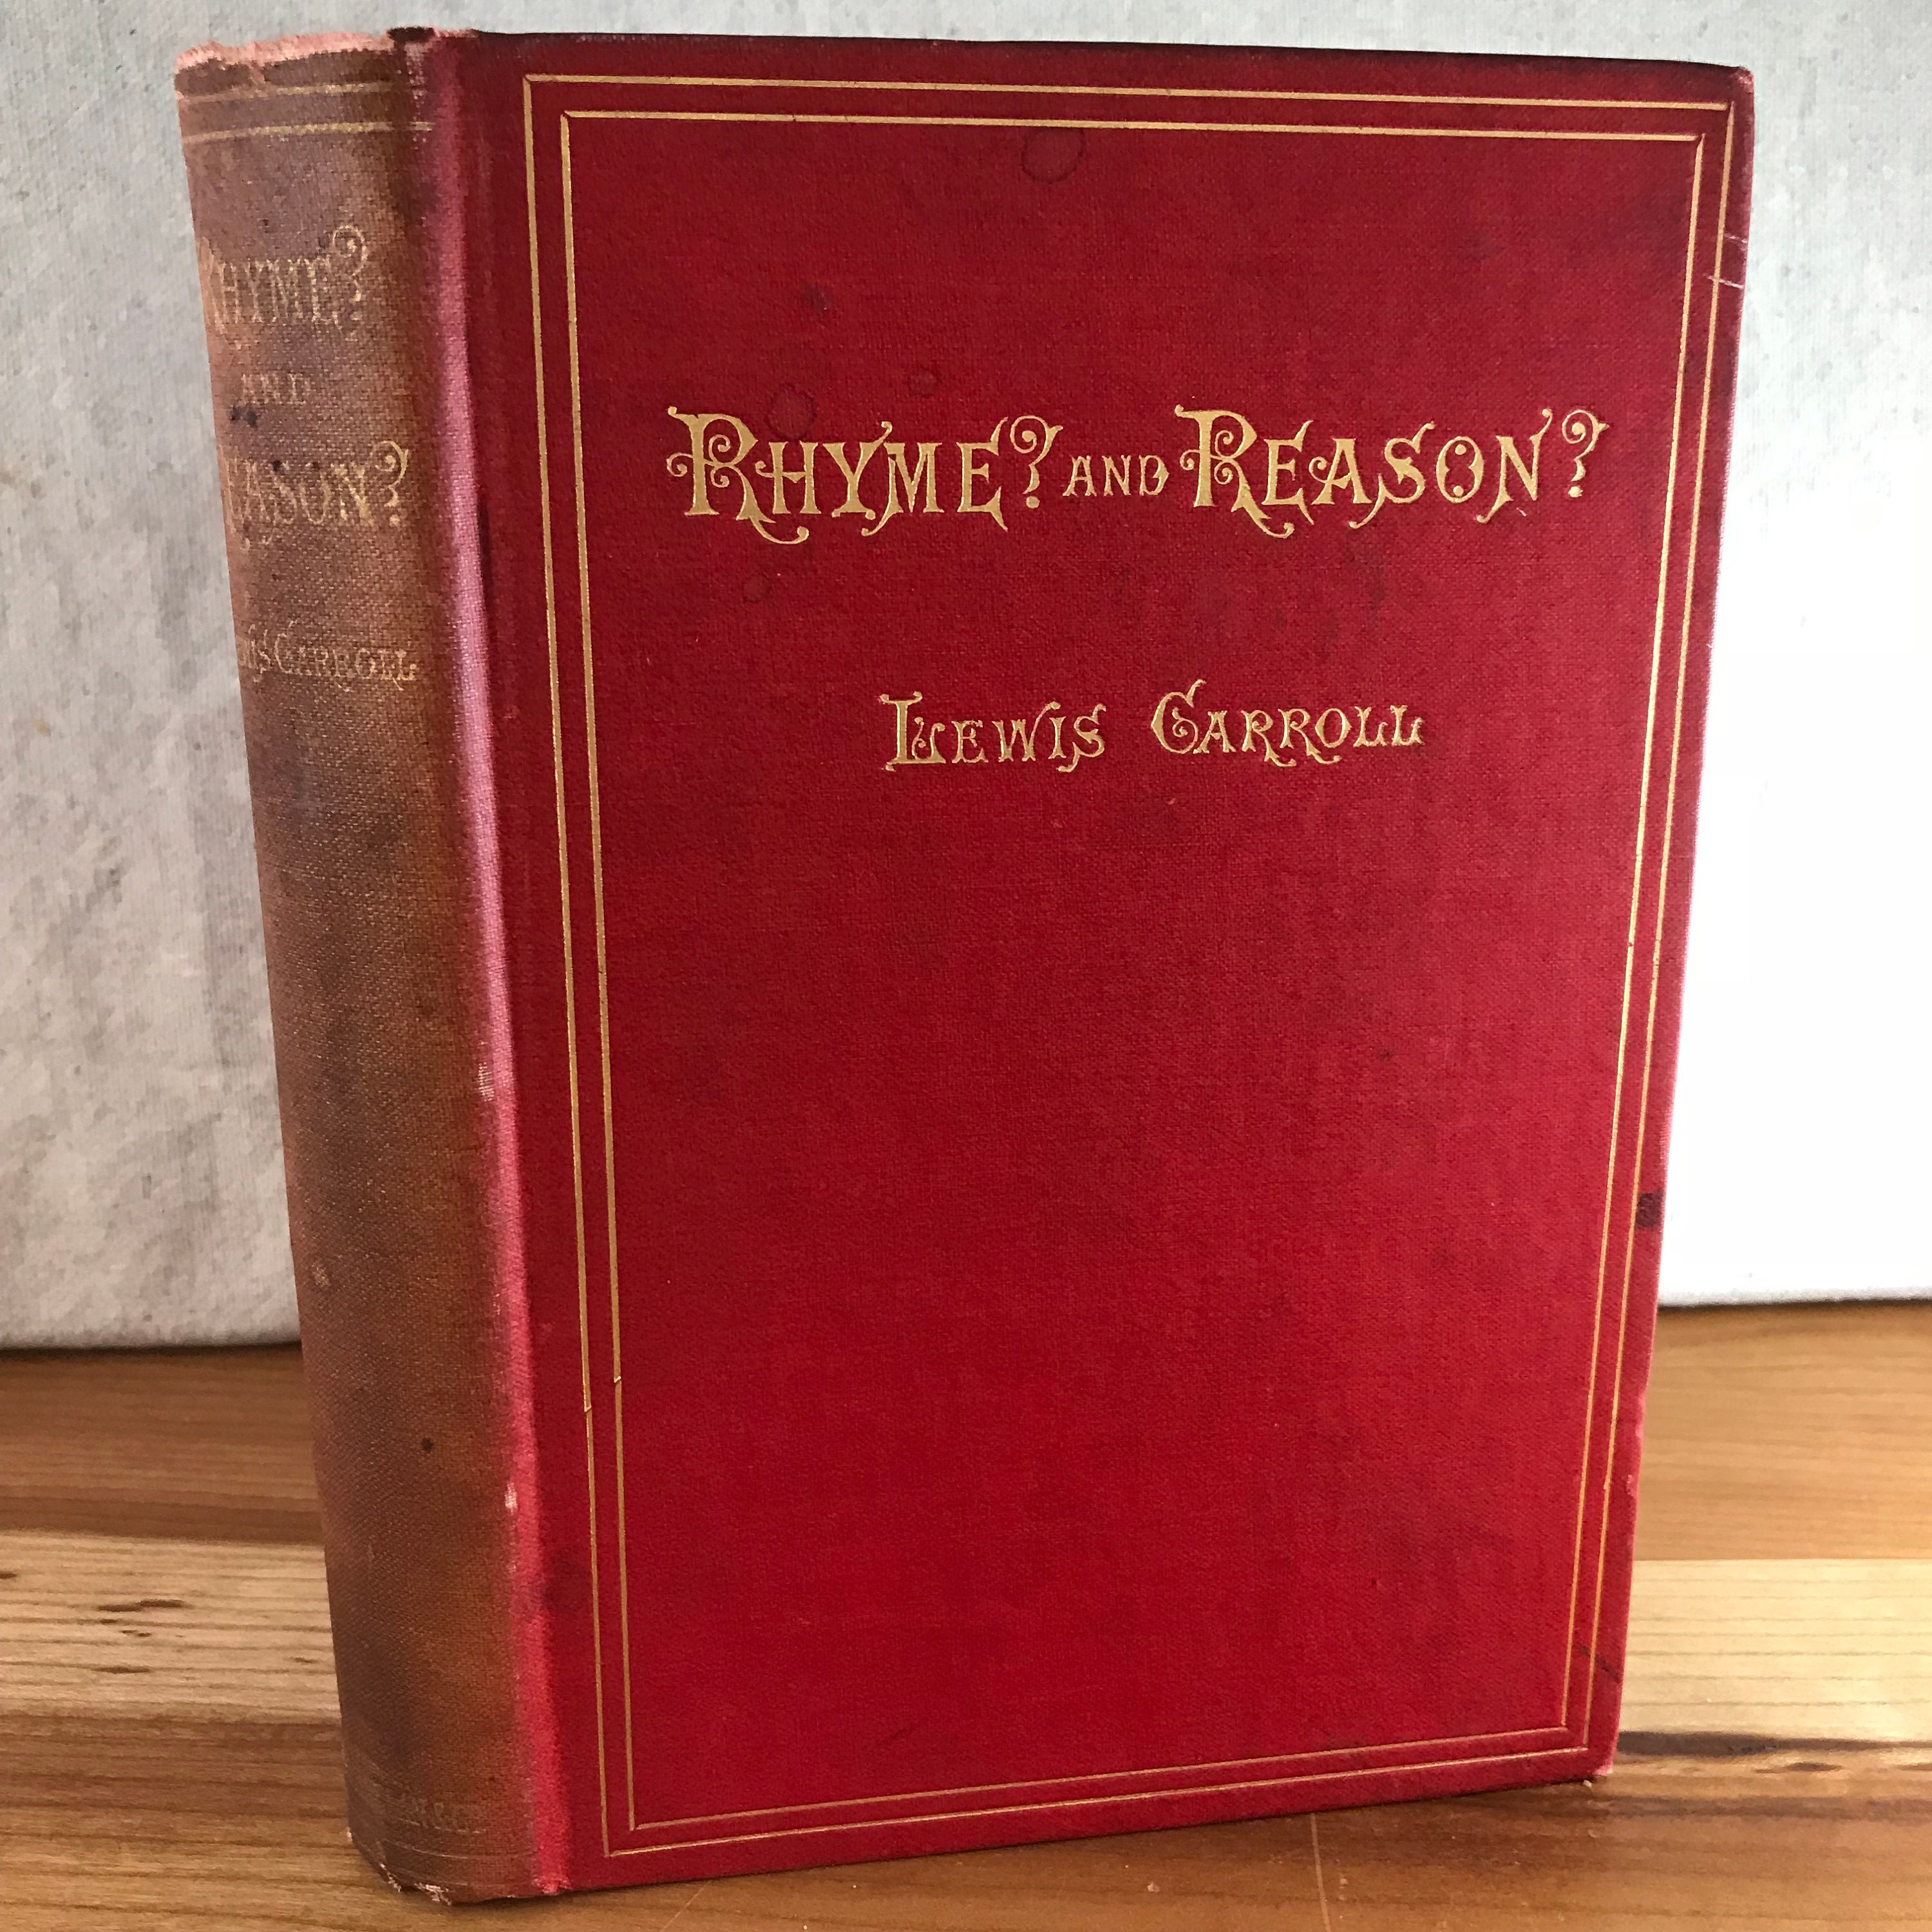 RHYME?
AND
REASON?
LEWIS CARROLL
RHYME? AND REASON?
LEWIS CARROLL